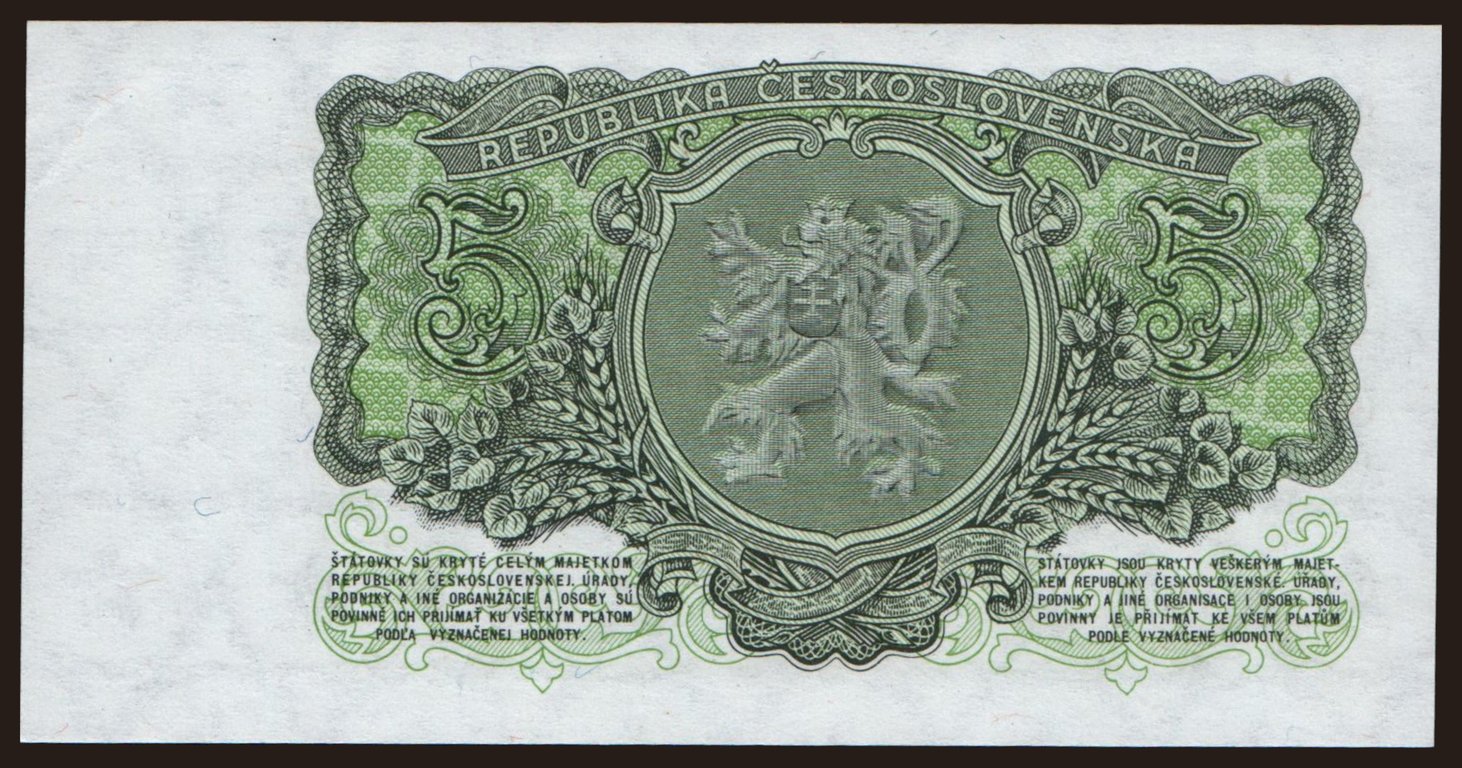 REPUBLIKA ČESKOSLOVENSKÁ
5
5
ŠTÁTOVKY SÚ KRYTÉ CELÝM MAJETKOM
REPUBLIKY ČESKOSLOVENSKEJ. ÚRADY,
PODNIKY A INÉ ORGANIZÁCIE A OSOBY SÚ
POVINNÉ ICH PRIJÍMAŤ KU VŠETKÝM PLATOM
PODĽA VYZNAČENEJ HODNOTY.
STÁTOVKY JSOU KRYTY VEŠKERÝM MAJET-
KEM REPUBLIKY ČESKOSLOVENSKÉ. ÚŘADY,
PODNIKY A JINÉ ORGANISACE I OSOBY JSOU
POVINNY JE PŘIJÍMAT KE VŠEM PLATŮM
PODLE VYZNAČENÉ HODNOTY.